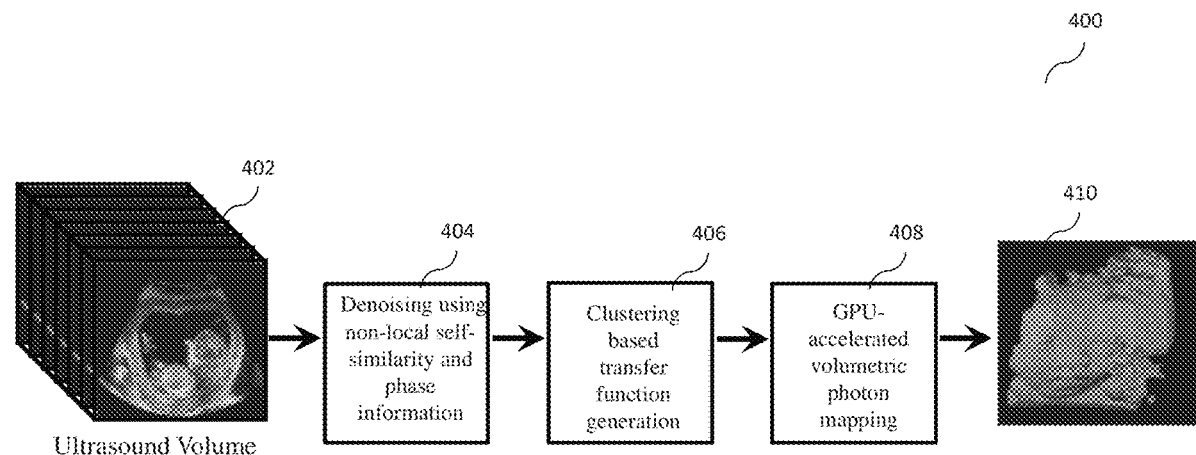 400
402
404
406
408
410
Denoising using
non-local self-
similarity and
phase
information
Clustering
based
transfer
function
generation
GPU-
accelerated
volumetric
photon
mapping
Ultrasound Volume